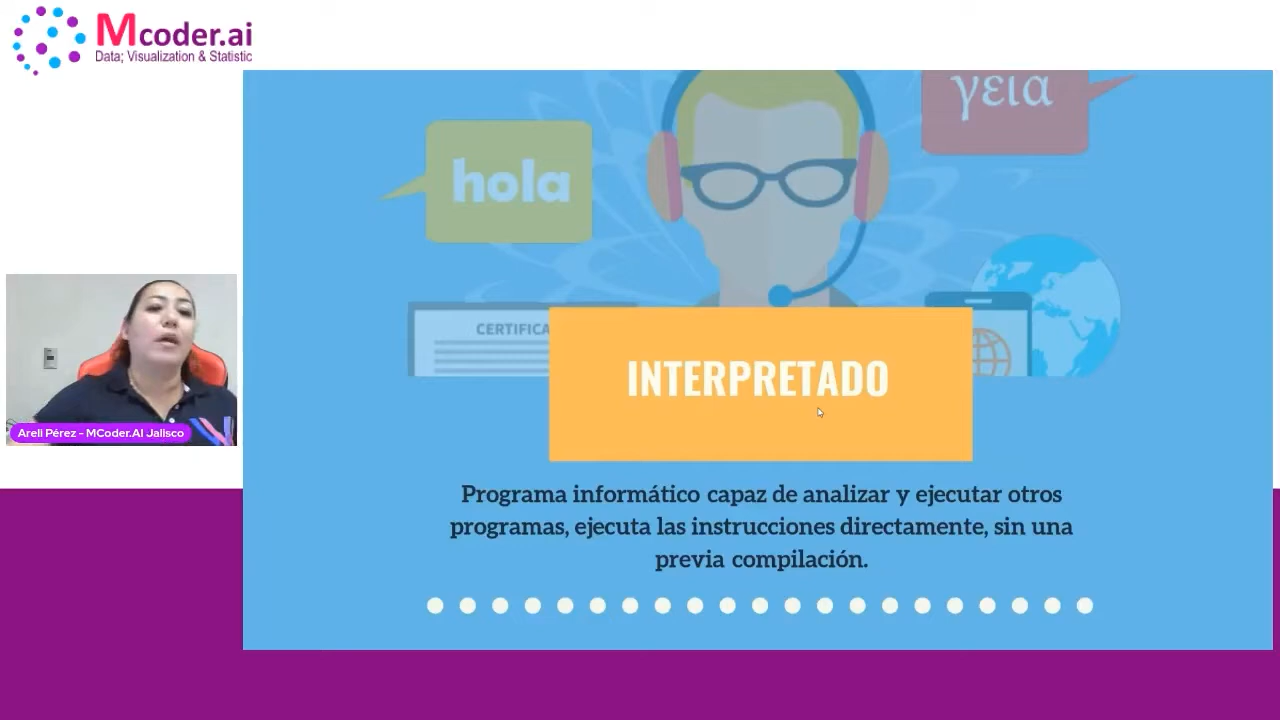 Mcoder.ai
Data; Visualization & Statistic
γεια
hola
CERTIFICA
INTERPRETADO
Areli Pérez - MCoder.AI Jalisco
Programa informático capaz de analizar y ejecutar otros
programas, ejecuta las instrucciones directamente, sin una
previa compilación.